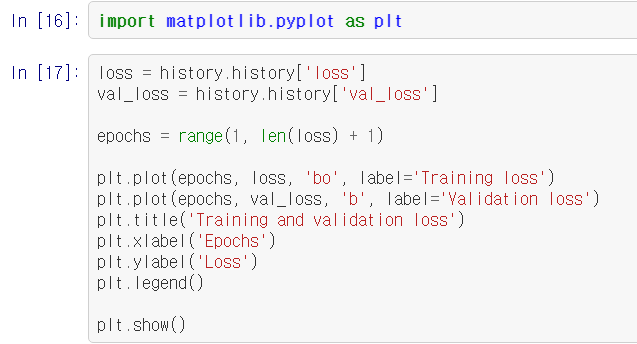 In [16]: import matplotlib.pyplot as plt
In [17]: loss = history.history['loss']
val_loss = history.history['val_loss']
epochs = range(1, len(loss) + 1)
plt.plot(epochs, loss, 'bo', label='Training loss')
plt.plot(epochs, val_loss, 'b', label='Validation loss')
plt.title('Training and validation loss')
plt.xlabel('Epochs')
plt.ylabel('Loss')
plt.legend()
plt.show()